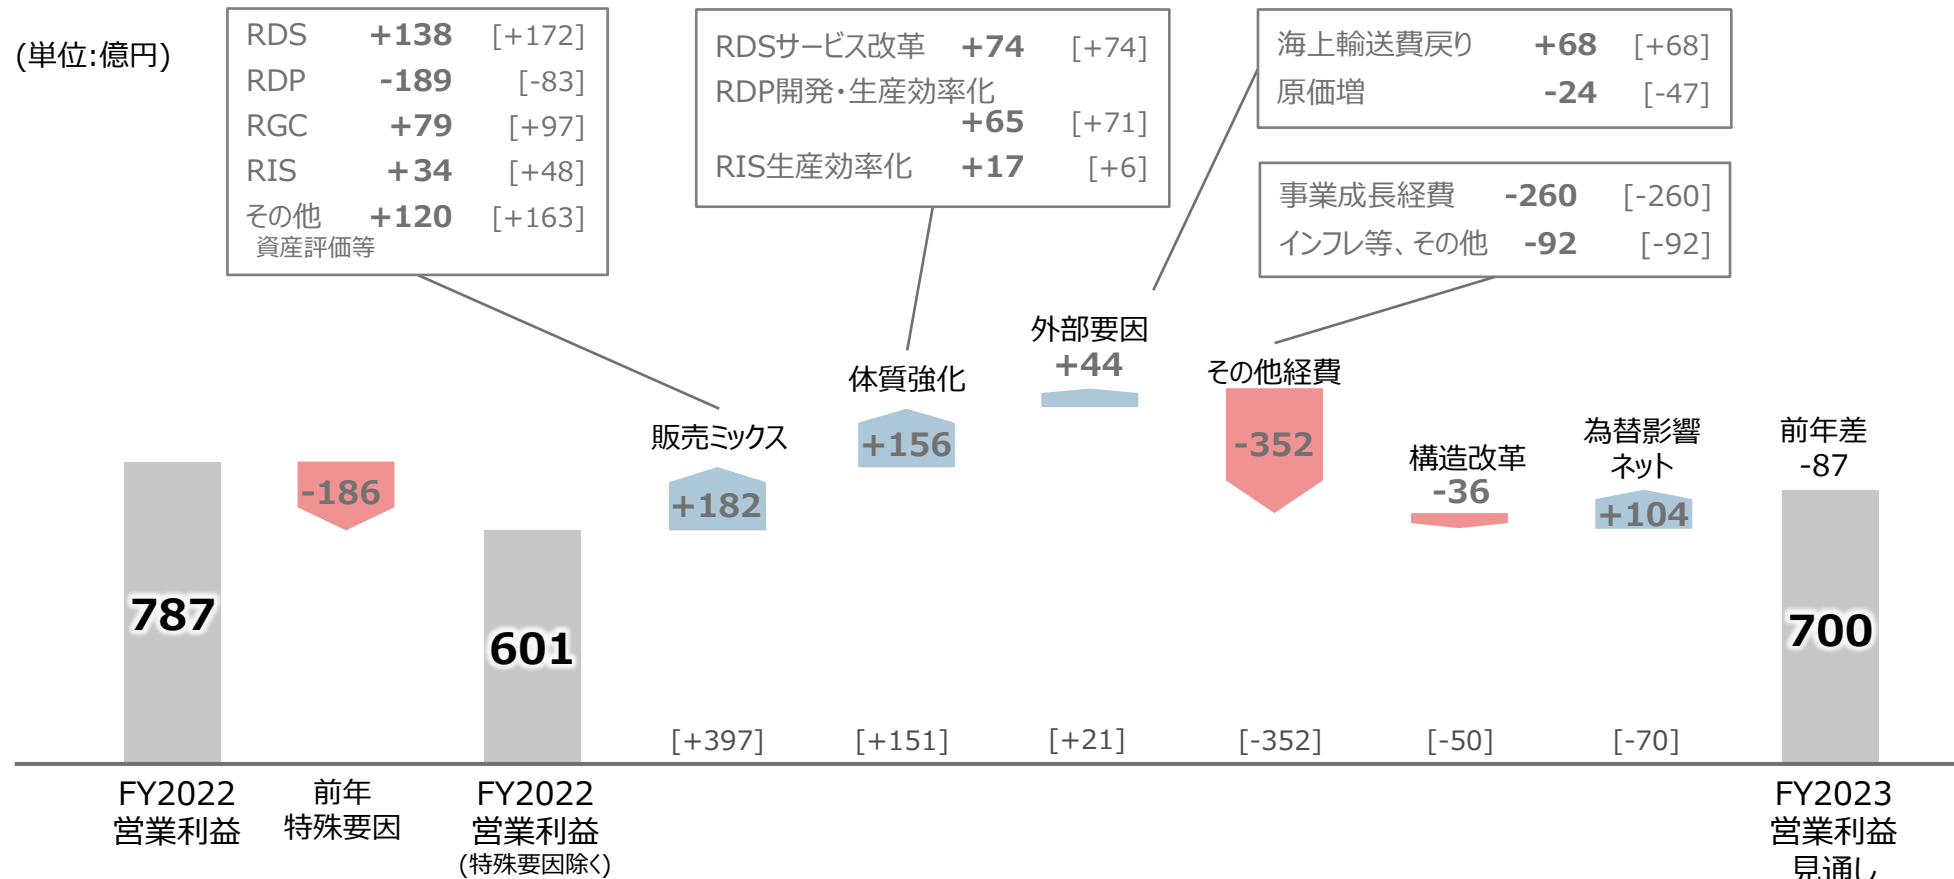 (単位:億円)
RDS +138 [+172]
RDP -189 [-83]
RGC +79 [+97]
RIS +34 [+48]
その他 +120 [+163]
資産評価等
RDSサービス改革 +74 [+74]
RDP開発・生産効率化
+65 [+71]
RIS生産効率化 +17 [+6]
海上輸送費戻り +68 [+68]
原価増 -24 [-47]
事業成長経費 -260 [-260]
インフレ等、その他 -92 [-92]
787
-186
601
販売ミックス
+182
体質強化
+156
外部要因
+44
その他経費
-352
構造改革
-36
為替影響
ネット
+104
前年差
-87
700
[+397] [+151] [+21] [-352] [-50] [-70]
FY2022
営業利益
前年
特殊要因
FY2022
営業利益
(特殊要因除く)
FY2023
営業利益
見通し